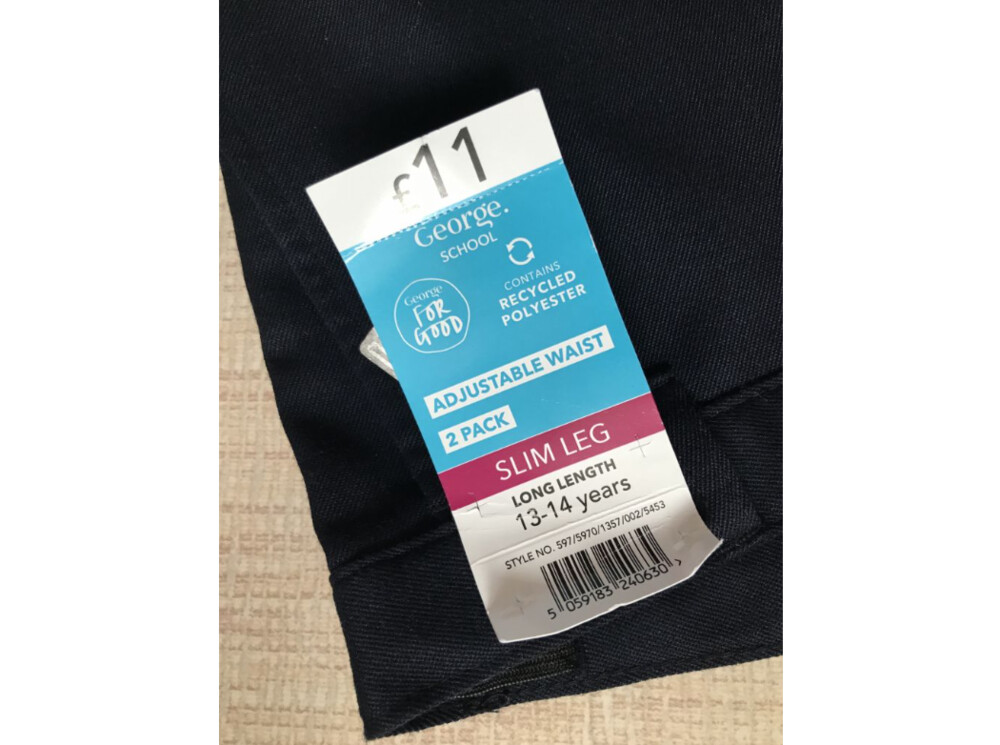 £11
George.
SCHOOL
George
FOR
GOOD
CONTAINS
RECYCLED
POLYESTER
ADJUSTABLE WAIST
2 PACK
SLIM LEG
LONG LENGTH
13-14 years
STYLE NO. 597/5970/1357/002/5453
5 059183 240630 >